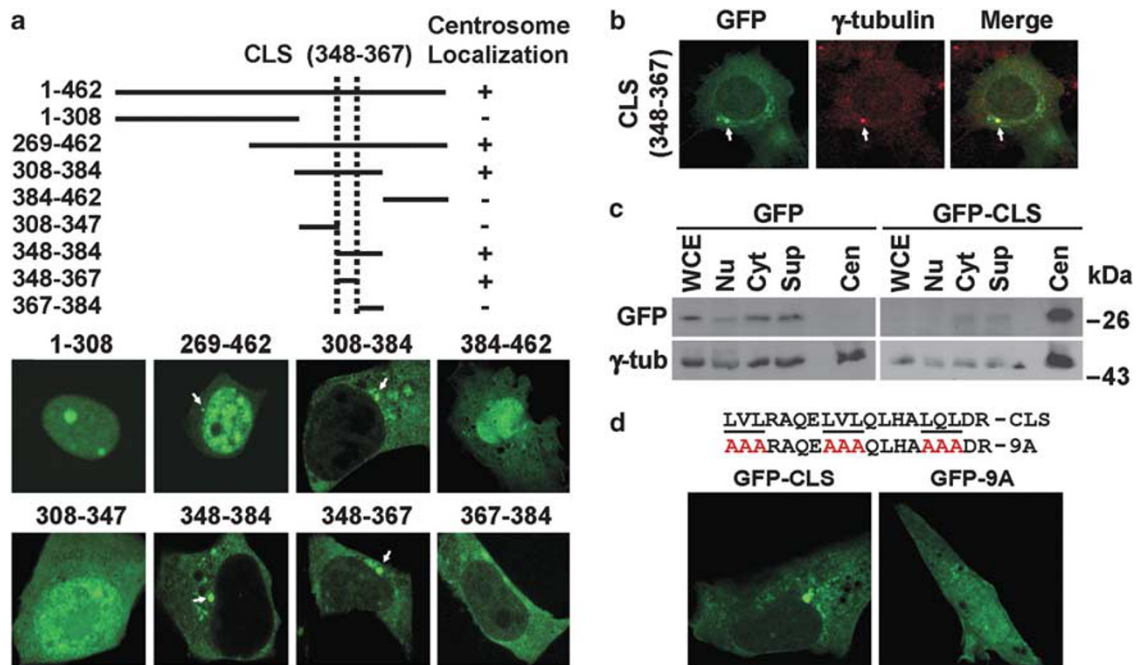 a
Centrosome
CLS (348-367) Localization
1-462 +
1-308 -
269-462 +
308-384 +
384-462 -
308-347 -
348-384 +
348-367 +
367-384 -
1-308 269-462 308-384 384-462
308-347 348-384 348-367 367-384
b
GFP γ-tubulin Merge
CLS
(348-367)
c
GFP GFP-CLS
WCE Nu Cyt Sup Cen WCE Nu Cyt Sup Cen kDa
GFP –26
γ-tub –43
d
LVLRAQELVLQLHALQLDR-CLS
AAARAQEAAAQLHAAAADR-9A
GFP-CLS GFP-9A